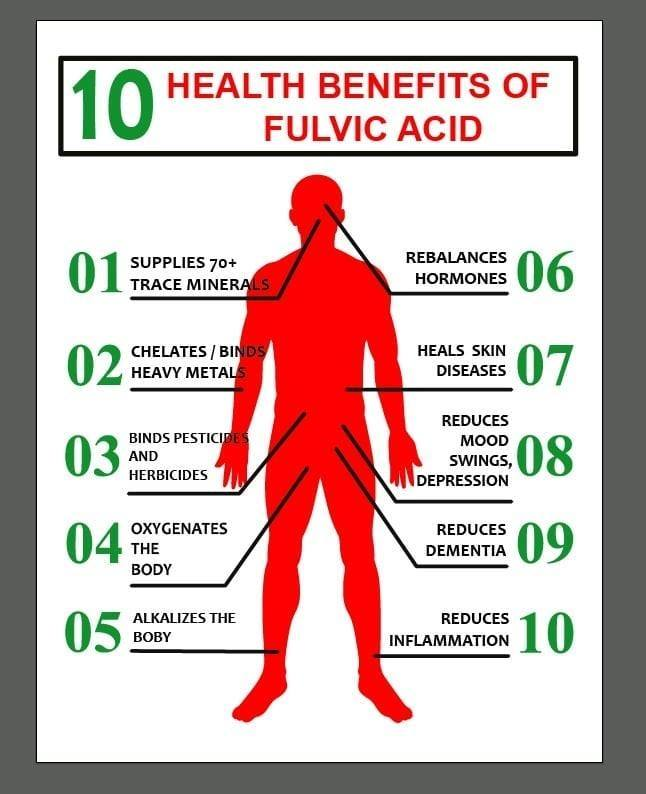 10 HEALTH BENEFITS OF
FULVIC ACID
01 SUPPLIES 70+
TRACE MINERALS
02 CHELATES / BINDS
HEAVY METALS
03 BINDS PESTICIDES
AND
HERBICIDES
04 OXYGENATES
THE
BODY
05 ALKALIZES THE
BOBY
REBALANCES
HORMONES 06
HEALS SKIN
DISEASES 07
REDUCES
MOOD
SWINGS,
DEPRESSION 08
REDUCES
DEMENTIA 09
REDUCES
INFLAMMATION 10